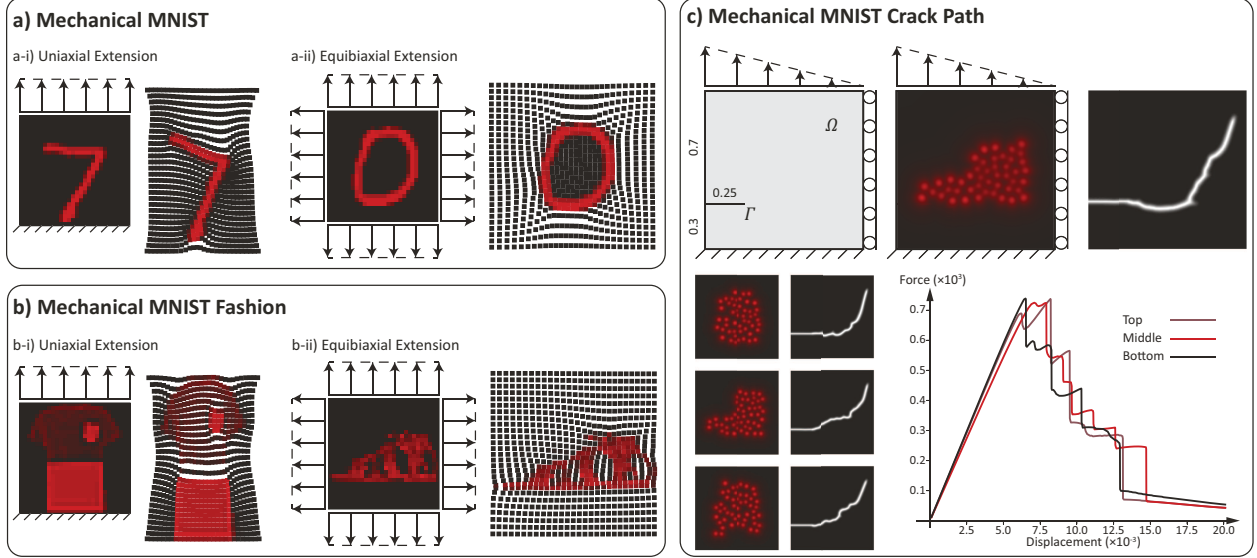 a) Mechanical MNIST
a-i) Uniaxial Extension
a-ii) Equibiaxial Extension
b) Mechanical MNIST Fashion
b-i) Uniaxial Extension
b-ii) Equibiaxial Extension
c) Mechanical MNIST Crack Path
Ω
0.7
0.25
Γ
0.3
Force (×10³)
0.7
0.6
0.5
0.4
0.3
0.2
0.1
Top
Middle
Bottom
2.5 5.0 7.5 10.0 12.5 15.0 17.5 20.0
Displacement (×10⁻³)